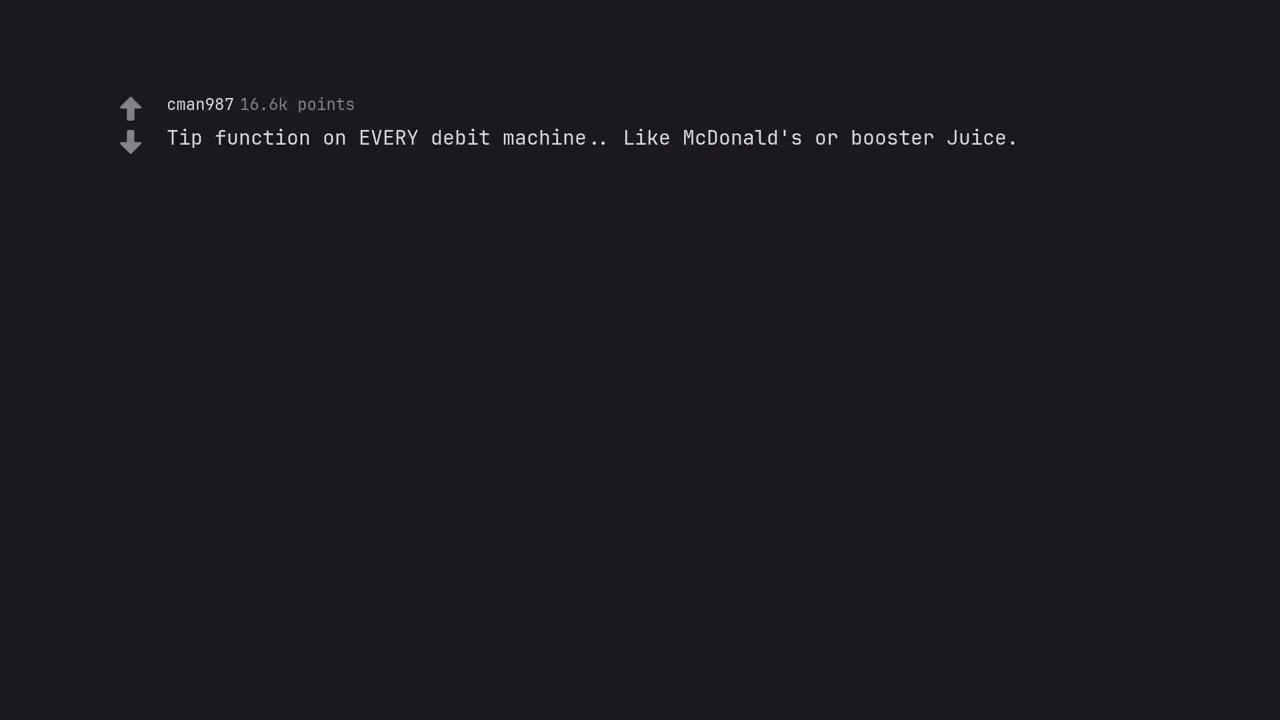 cman987 16.6k points
Tip function on EVERY debit machine.. Like McDonald's or booster Juice.